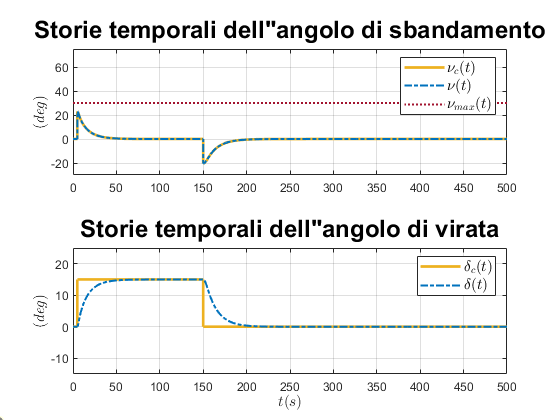 Storie temporali dell"angolo di sbandamento
60
40
20
0
-20
(deg)
ν_c(t)
ν(t)
ν_max(t)
0 50 100 150 200 250 300 350 400 450 500
Storie temporali dell"angolo di virata
20
10
0
-10
(deg)
δ_c(t)
δ(t)
0 50 100 150 200 250 300 350 400 450 500
t(s)